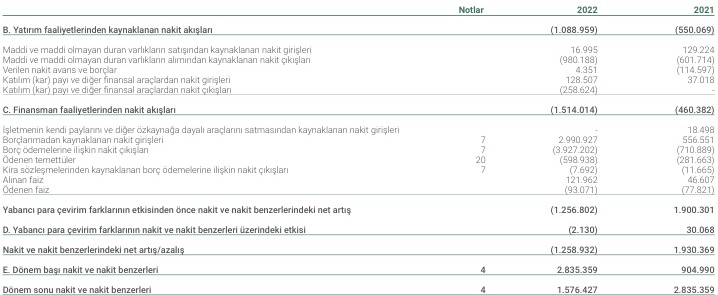 Notlar 2022 2021
B. Yatırım faaliyetlerinden kaynaklanan nakit akışları (1.088.959) (550.069)
Maddi ve maddi olmayan duran varlıkların satışından kaynaklanan nakit girişleri 16.995 129.224
Maddi ve maddi olmayan duran varlıkların alımından kaynaklanan nakit çıkışları (980.188) (601.714)
Verilen nakit avans ve borçlar 4.351 (114.597)
Katılım (kar) payı ve diğer finansal araçlardan nakit girişleri 128.507 37.018
Katılım (kar) payı ve diğer finansal araçlardan nakit çıkışları (258.624) -
C. Finansman faaliyetlerinden nakit akışları (1.514.014) (460.382)
İşletmenin kendi paylarını ve diğer özkaynağa dayalı araçlarını satmasından kaynaklanan nakit girişleri - 18.498
Borçlanmadan kaynaklanan nakit girişleri 7 2.990.927 556.551
Borç ödemelerine ilişkin nakit çıkışları 7 (3.927.202) (710.889)
Ödenen temettüler 20 (598.938) (281.663)
Kira sözleşmelerinden kaynaklanan borç ödemelerine ilişkin nakit çıkışları 7 (7.692) (11.665)
Alınan faiz 121.962 46.607
Ödenen faiz (93.071) (77.821)
Yabancı para çevirim farklarının etkisinden önce nakit ve nakit benzerlerindeki net artış (1.256.802) 1.900.301
D. Yabancı para çevirim farklarının nakit ve nakit benzerleri üzerindeki etkisi (2.130) 30.068
Nakit ve nakit benzerlerindeki net artış/azalış (1.258.932) 1.930.369
E. Dönem başı nakit ve nakit benzerleri 4 2.835.359 904.990
Dönem sonu nakit ve nakit benzerleri 4 1.576.427 2.835.359